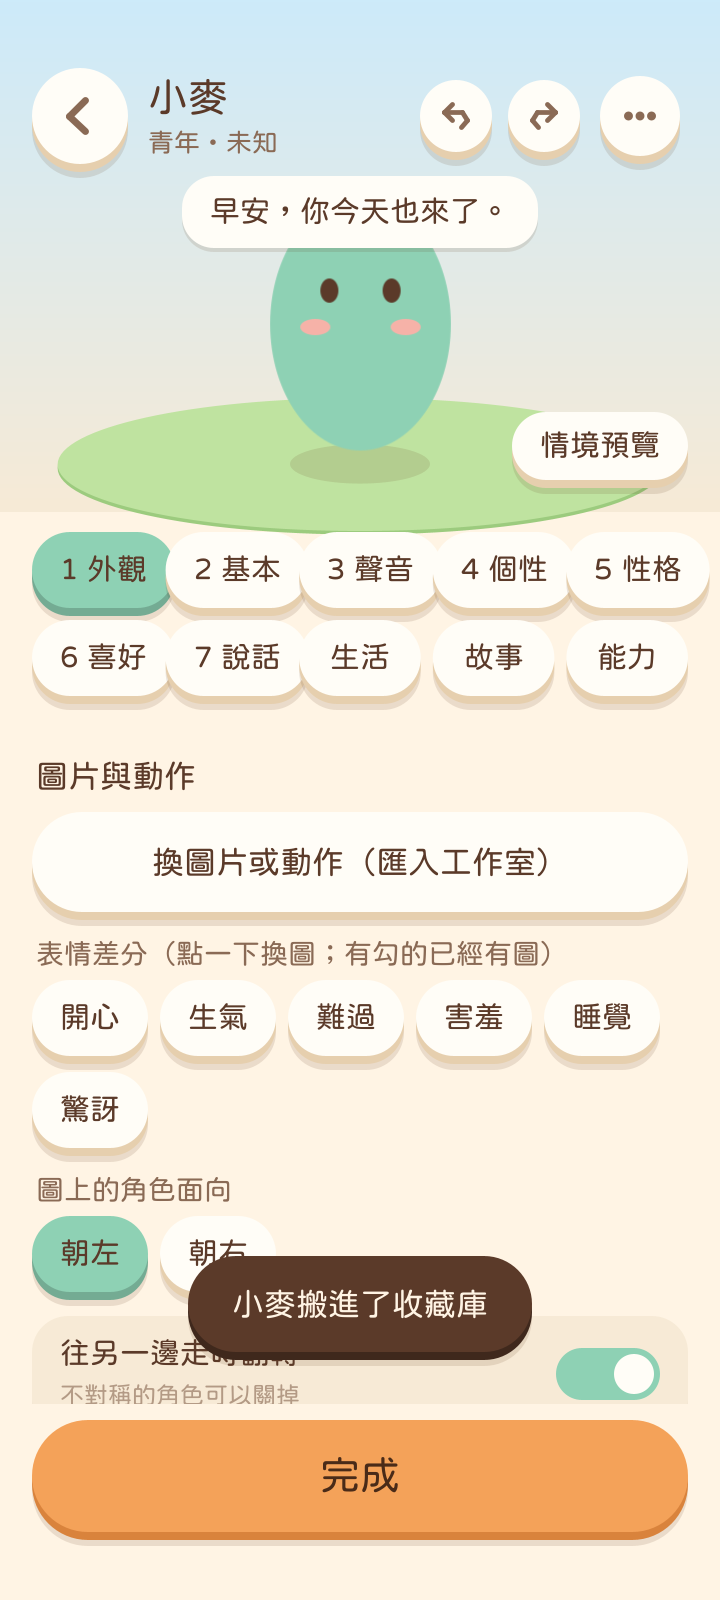 小麥
青年・未知
早安，你今天也來了。
情境預覽
1 外觀
2 基本
3 聲音
4 個性
5 性格
6 喜好
7 說話
生活
故事
能力
圖片與動作
換圖片或動作（匯入工作室）
表情差分（點一下換圖；有勾的已經有圖）
開心
生氣
難過
害羞
睡覺
驚訝
圖上的角色面向
朝左
朝右
小麥搬進了收藏庫
往另一邊走時翻轉
不對稱的角色可以關掉
完成